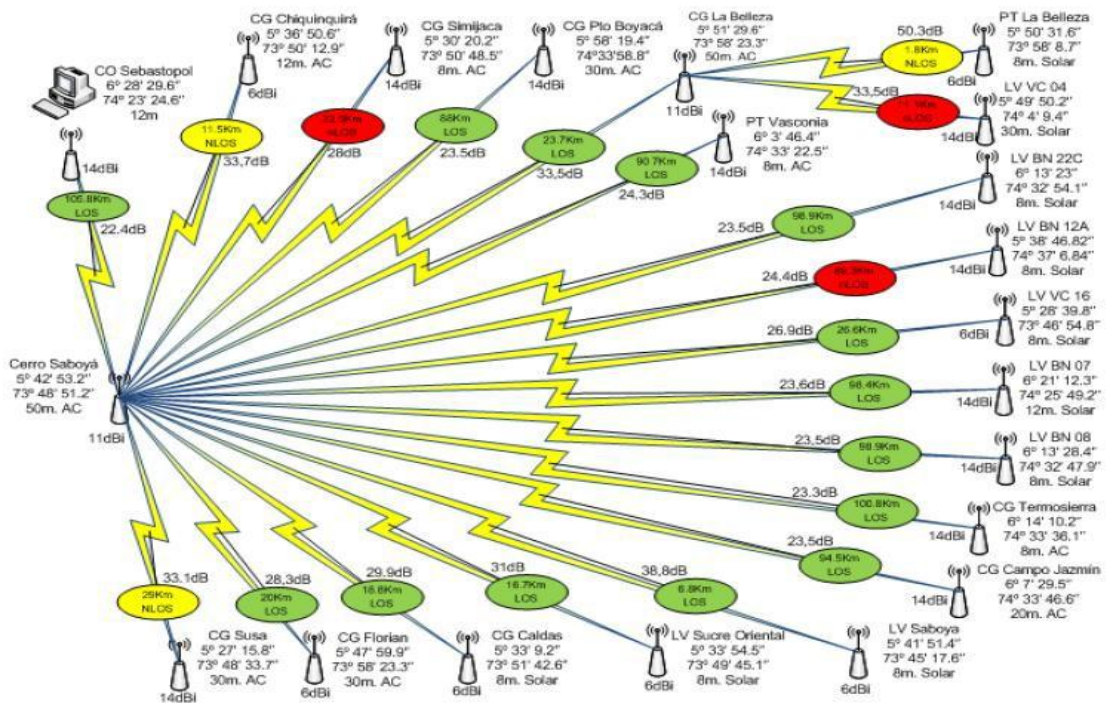 CO Sebastopol
6º 28' 29.6"
74º 23' 24.6"
12m
14dBi
105.8Km
LOS
22.4dB
CG Chiquinquirá
5º 36' 50.6"
73º 50' 12.9"
12m. AC
6dBi
11.5Km
NLOS
33,7dB
CG Simijaca
5º 30' 20.2"
73º 50' 48.5"
8m. AC
14dBi
nLOS
28dB
CG Pto Boyacá
5º 58' 19.4"
74º33'58.8"
30m. AC
14dBi
88Km
LOS
23.5dB
CG La Belleza
5º 51' 29.6"
73º 58' 23.3"
50m. AC
11dBi
23.7Km
LOS
33,5dB
50.3dB
1.8Km
NLOS
PT La Belleza
5º 50' 31.6"
73º 58' 8.7"
8m. Solar
6dBi
33,5dB
nLOS
LV VC 04
5º 49' 50.2"
74º 4' 9.4"
30m. Solar
14dBi
PT Vasconia
6º 3' 46.4"
74º 33' 22.5"
8m. AC
14dBi
90.7Km
LOS
24.3dB
LV BN 22C
6º 13' 23"
74º 32' 54.1"
8m. Solar
14dBi
98.9Km
LOS
23.5dB
LV BN 12A
5º 38' 46.82"
74º 37' 6.84"
8m. Solar
14dBi
nLOS
24.4dB
LV VC 16
5º 28' 39.8"
73º 46' 54.8"
8m. Solar
6dBi
26.6Km
LOS
26.9dB
LV BN 07
6º 21' 12.3"
74º 25' 49.2"
12m. Solar
14dBi
98.4Km
LOS
23,6dB
LV BN 08
6º 13' 28.4"
74º 32' 47.9"
8m. Solar
14dBi
98.9Km
LOS
23,5dB
CG Termosierra
6º 14' 10.2"
74º 33' 36.1"
8m. AC
14dBi
100.8Km
LOS
23.3dB
CG Campo Jazmín
6º 7' 29.5"
74º 33' 46.6"
20m. AC
14dBi
94.5Km
LOS
23,5dB
Cerro Saboyá
5º 42' 53.2"
73º 48' 51.2"
50m. AC
11dBi
33.1dB
29Km
NLOS
CG Susa
5º 27' 15.8"
73º 48' 33.7"
30m. AC
14dBi
28,3dB
20Km
LOS
CG Florian
5º 47' 59.9"
73º 58' 23.3"
30m. AC
6dBi
29.9dB
18.8Km
LOS
CG Caldas
5º 33' 9.2"
73º 51' 42.6"
8m. Solar
6dBi
31dB
16.7Km
LOS
LV Sucre Oriental
5º 33' 54.5"
73º 49' 45.1"
8m. Solar
6dBi
38,8dB
6.8Km
LOS
LV Saboya
5º 41' 51.4"
73º 45' 17.6"
8m. Solar
6dBi